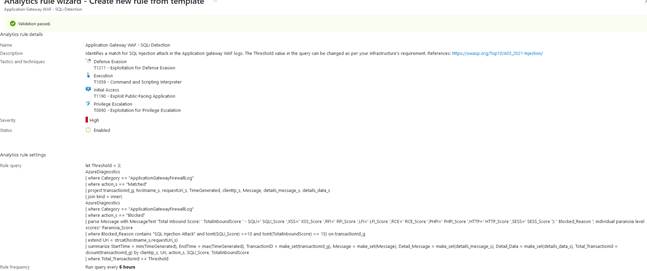 Analytics rule wizard - Create new rule from template
Application Gateway WAF - SQLi Detection
Validation passed.
Analytics rule details
Name Application Gateway WAF - SQLi Detection
Description Identifies a match for SQL Injection attack in the Application gateway WAF logs. The Threshold value in the query can be changed as per your infrastructure's requirement. References: https://owasp.org/Top10/A03_2021-Injection/
Tactics and techniques Defense Evasion
T1211 - Exploitation for Defense Evasion
Execution
T1059 - Command and Scripting Interpreter
Initial Access
T1190 - Exploit Public-Facing Application
Privilege Escalation
T0890 - Exploitation for Privilege Escalation
Severity High
Status Enabled
Analytics rule settings
Rule query let Threshold = 3;
AzureDiagnostics
| where Category == "ApplicationGatewayFirewallLog"
| where action_s == "Matched"
| project transactionId_g, hostname_s, requestUri_s, TimeGenerated, clientIp_s, Message, details_message_s, details_data_s
| join kind = inner(
AzureDiagnostics
| where Category == "ApplicationGatewayFirewallLog"
| where action_s == "Blocked"
| parse Message with MessageText 'Total Inbound Score: ' TotalInboundScore ' - SQLI=' SQLI_Score ',XSS=' XSS_Score ',RFI=' RFI_Score ',LFI=' LFI_Score ',RCE=' RCE_Score ',PHPI=' PHPI_Score ',HTTP=' HTTP_Score ',SESS=' SESS_Score '): ' Blocked_Reason '; individual paranoia level
scores:' Paranoia_Score
| where Blocked_Reason contains "SQL Injection Attack" and toint(SQLI_Score) >=10 and toint(TotalInboundScore) >= 15) on transactionId_g
| extend Uri = strcat(hostname_s,requestUri_s)
| summarize StartTime = min(TimeGenerated), EndTime = max(TimeGenerated), TransactionID = make_set(transactionId_g), Message = make_set(Message), Detail_Message = make_set(details_message_s), Detail_Data = make_set(details_data_s), Total_TransactionId =
dcount(transactionId_g) by clientIp_s, Uri, action_s, SQLI_Score, TotalInboundScore
| where Total_TransactionId >= Threshold
Rule frequency Run query every 6 hours